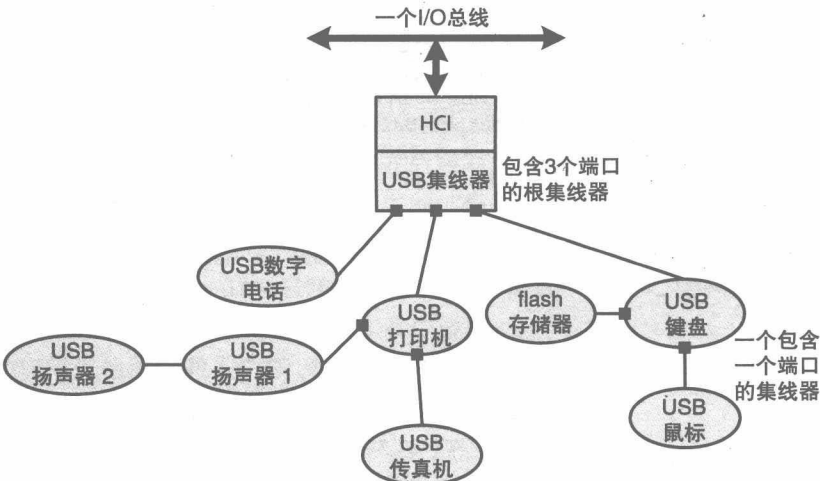 一个I/O总线
HCI
USB集线器
包含3个端口
的根集线器
USB数字
电话
USB
打印机
flash
存储器
USB
键盘
一个包含
一个端口
的集线器
USB
扬声器 2
USB
扬声器 1
USB
鼠标
USB
传真机